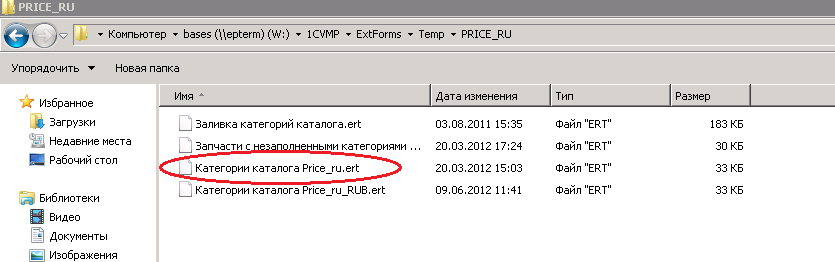 PRICE_RU
Компьютер bases (\\epterm) (W:) 1CVMP ExtForms Temp PRICE_RU
Упорядочить Новая папка
Избранное
Загрузки
Недавние места
Рабочий стол
Библиотеки
Видео
Документы
Изображения
Имя Дата изменения Тип Размер
Заливка категорий каталога.ert 03.08.2011 15:35 Файл "ERT" 183 КБ
Запчасти с незаполненными категориями ... 20.03.2012 17:24 Файл "ERT" 30 КБ
Категории каталога Price_ru.ert 20.03.2012 15:03 Файл "ERT" 33 КБ
Категории каталога Price_ru_RUB.ert 09.06.2012 11:41 Файл "ERT" 33 КБ